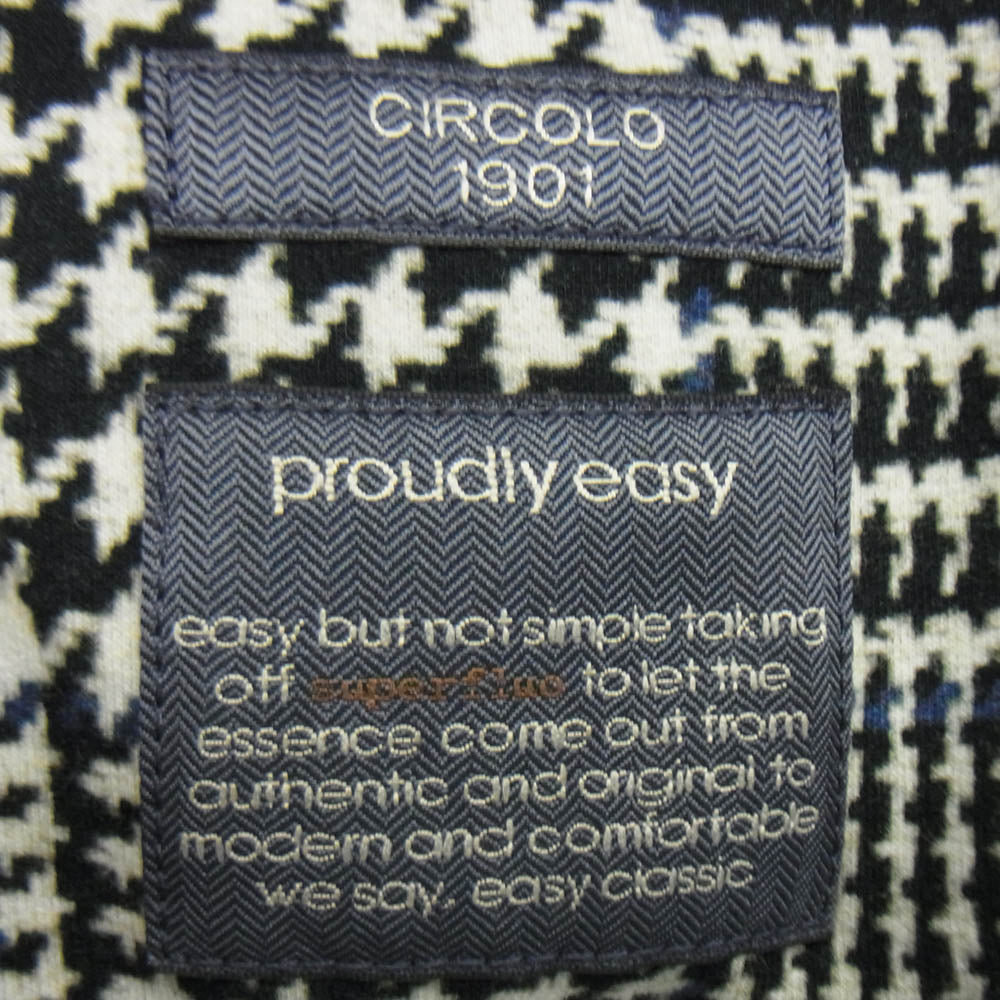 CIRCOLO
1901
proudly easy
easy but not simple taking
off superfluo to let the
essence come out from
authentic and original to
modern and comfortable
we say, easy classic